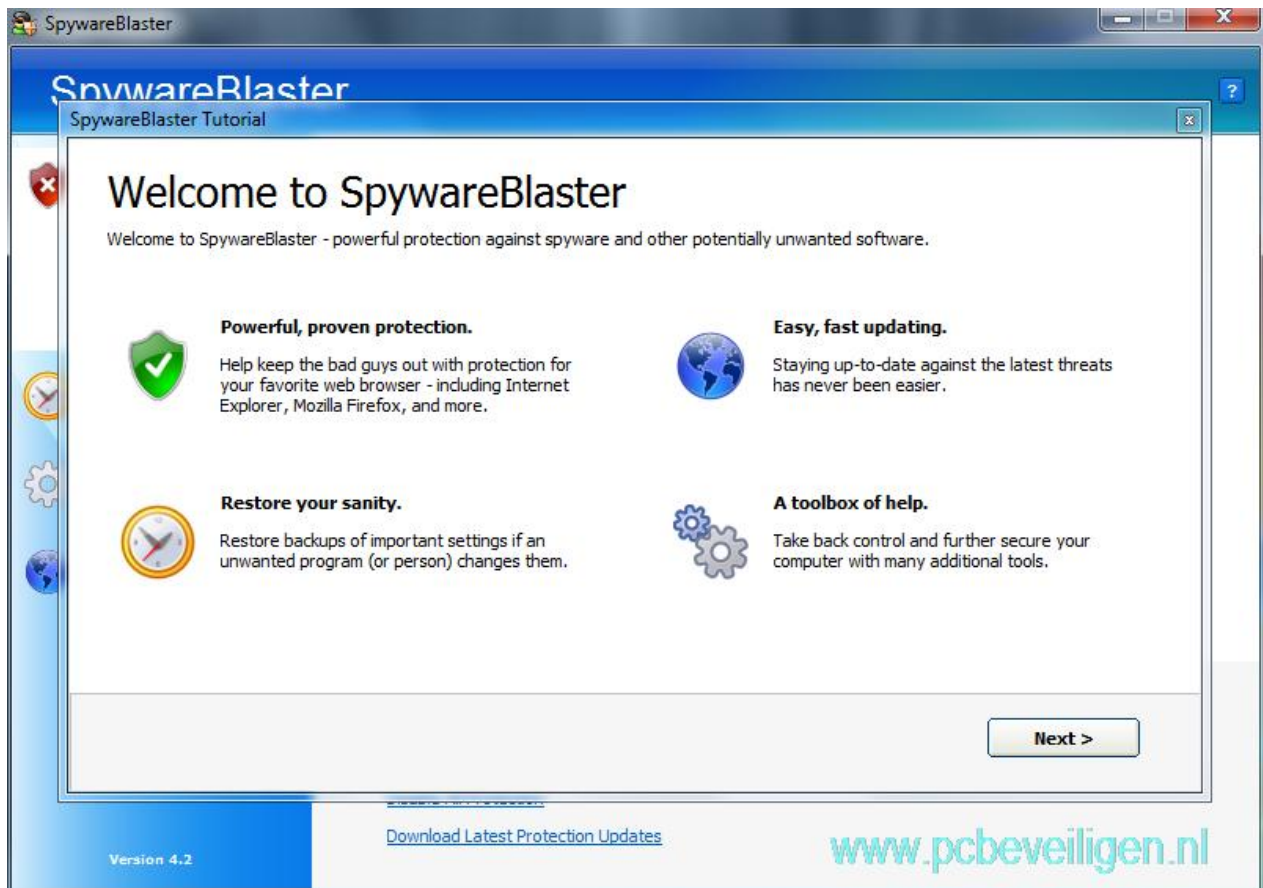 SpywareBlaster
SpywareBlaster
SpywareBlaster Tutorial
Welcome to SpywareBlaster
Welcome to SpywareBlaster - powerful protection against spyware and other potentially unwanted software.
Powerful, proven protection.
Help keep the bad guys out with protection for
your favorite web browser - including Internet
Explorer, Mozilla Firefox, and more.
Easy, fast updating.
Staying up-to-date against the latest threats
has never been easier.
Restore your sanity.
Restore backups of important settings if an
unwanted program (or person) changes them.
A toolbox of help.
Take back control and further secure your
computer with many additional tools.
Next >
Download Latest Protection Updates
Version 4.2
www.pcbeveiligen.nl